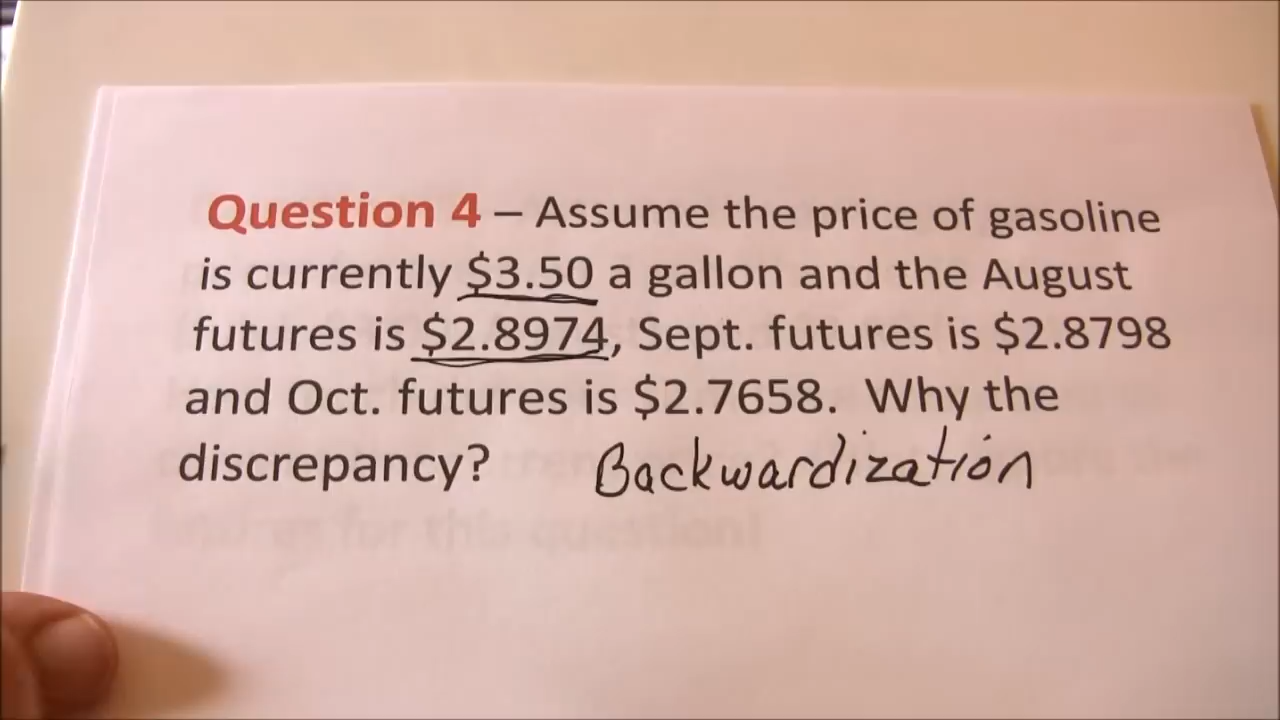 Question 4 – Assume the price of gasoline
is currently $3.50 a gallon and the August
futures is $2.8974, Sept. futures is $2.8798
and Oct. futures is $2.7658. Why the
discrepancy? Backwardization